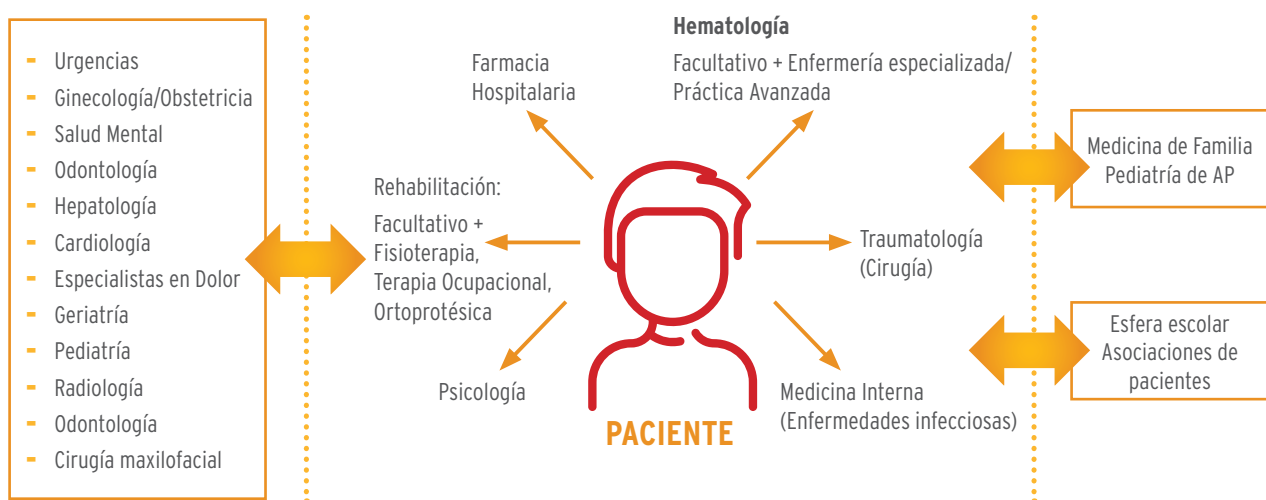 - Urgencias
- Ginecología/Obstetricia
- Salud Mental
- Odontología
- Hepatología
- Cardiología
- Especialistas en Dolor
- Geriatría
- Pediatría
- Radiología
- Odontología
- Cirugía maxilofacial
Farmacia
Hospitalaria
Hematología
Facultativo + Enfermería especializada/
Práctica Avanzada
Rehabilitación:
Facultativo +
Fisioterapia,
Terapia Ocupacional,
Ortoprotésica
Traumatología
(Cirugía)
Psicología
Medicina Interna
(Enfermedades infecciosas)
PACIENTE
Medicina de Familia
Pediatría de AP
Esfera escolar
Asociaciones de
pacientes